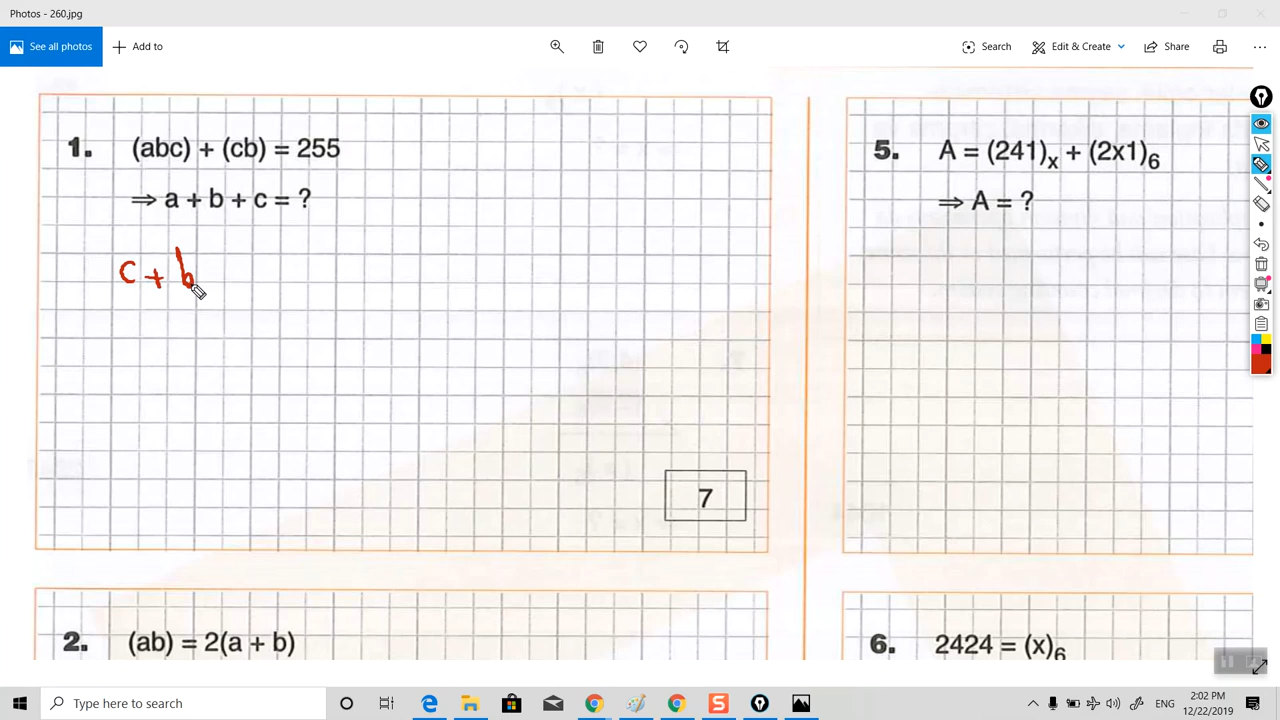 Photos - 260.jpg
See all photos
Add to
Search
Edit & Create
Share
1. (abc) + (cb) = 255
⇒ a + b + c = ?
c + b
7
5. A = (241)ₓ + (2x1)₆
⇒ A = ?
2. (ab) = 2(a + b)
6. 2424 = (x)₆
Type here to search
ENG
2:02 PM
12/22/2019